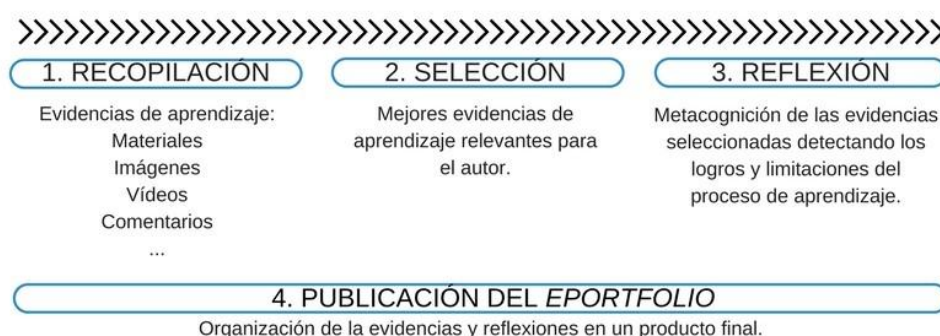 1. RECOPILACIÓN
Evidencias de aprendizaje:
Materiales
Imágenes
Vídeos
Comentarios
...
2. SELECCIÓN
Mejores evidencias de
aprendizaje relevantes para
el autor.
3. REFLEXIÓN
Metacognición de las evidencias
seleccionadas detectando los
logros y limitaciones del
proceso de aprendizaje.
4. PUBLICACIÓN DEL EPORTFOLIO
Organización de la evidencias y reflexiones en un producto final.